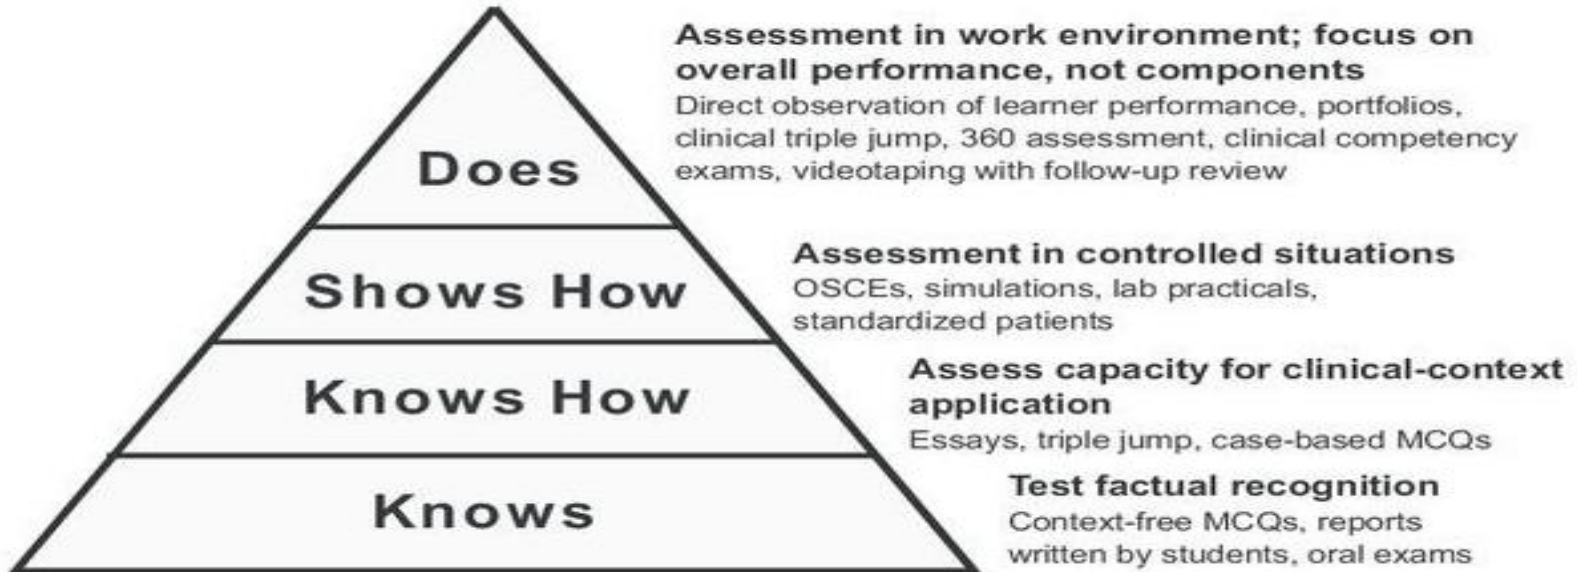 Assessment in work environment; focus on
overall performance, not components
Direct observation of learner performance, portfolios,
clinical triple jump, 360 assessment, clinical competency
exams, videotaping with follow-up review
Does
Assessment in controlled situations
OSCEs, simulations, lab practicals,
standardized patients
Shows How
Assess capacity for clinical-context
application
Essays, triple jump, case-based MCQs
Knows How
Test factual recognition
Context-free MCQs, reports
written by students, oral exams
Knows